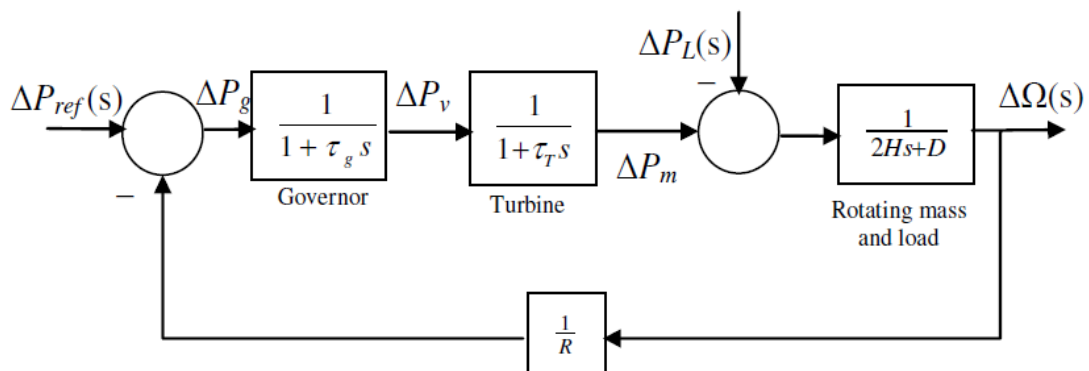 ΔP_ref(s)
−
ΔP_g
1
1 + τ_g s
Governor
ΔP_v
1
1+τ_T s
Turbine
ΔP_m
ΔP_L(s)
−
1
2Hs+D
Rotating mass
and load
ΔΩ(s)
1
R